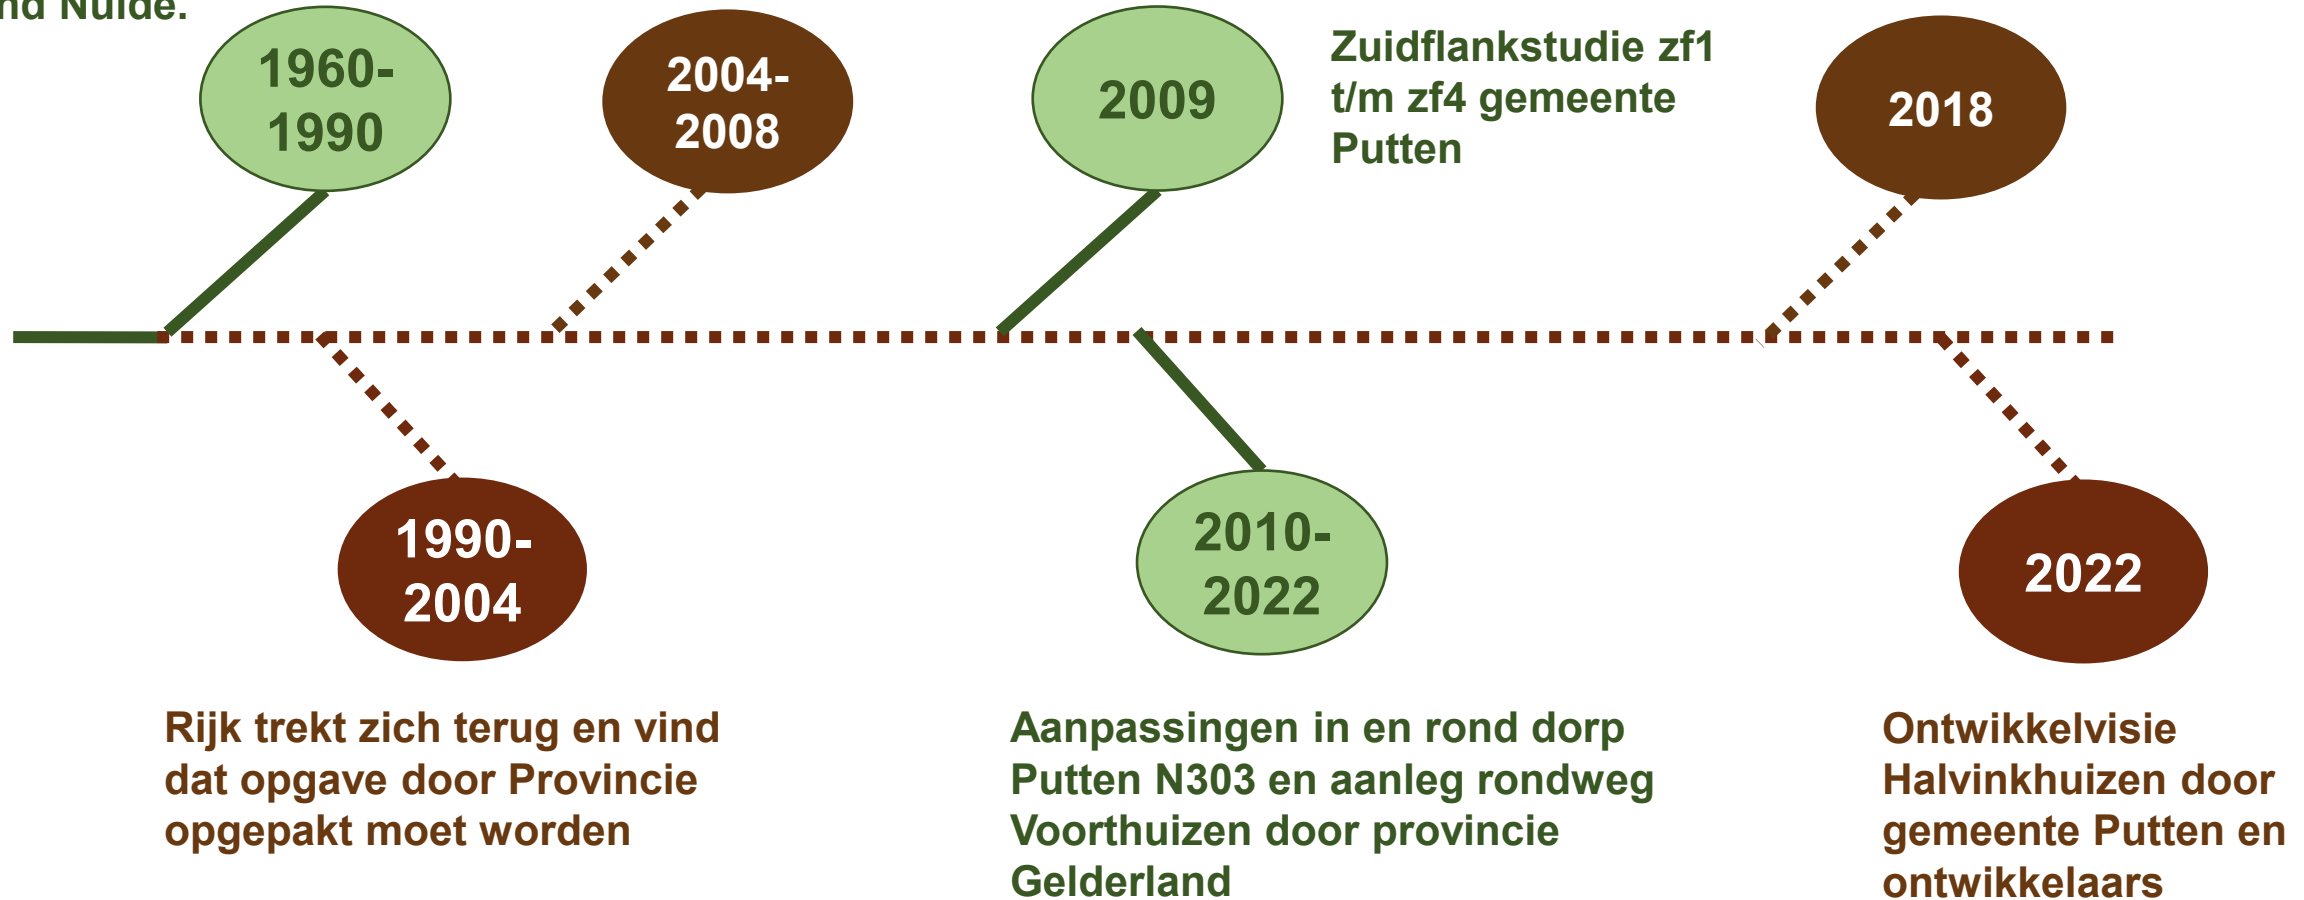 nd Nulde.
1960-
1990
2004-
2008
2009
Zuidflankstudie zf1
t/m zf4 gemeente
Putten
2018
1990-
2004
2010-
2022
2022
Rijk trekt zich terug en vind
dat opgave door Provincie
opgepakt moet worden
Aanpassingen in en rond dorp
Putten N303 en aanleg rondweg
Voorthuizen door provincie
Gelderland
Ontwikkelvisie
Halvinkhuizen door
gemeente Putten en
ontwikkelaars